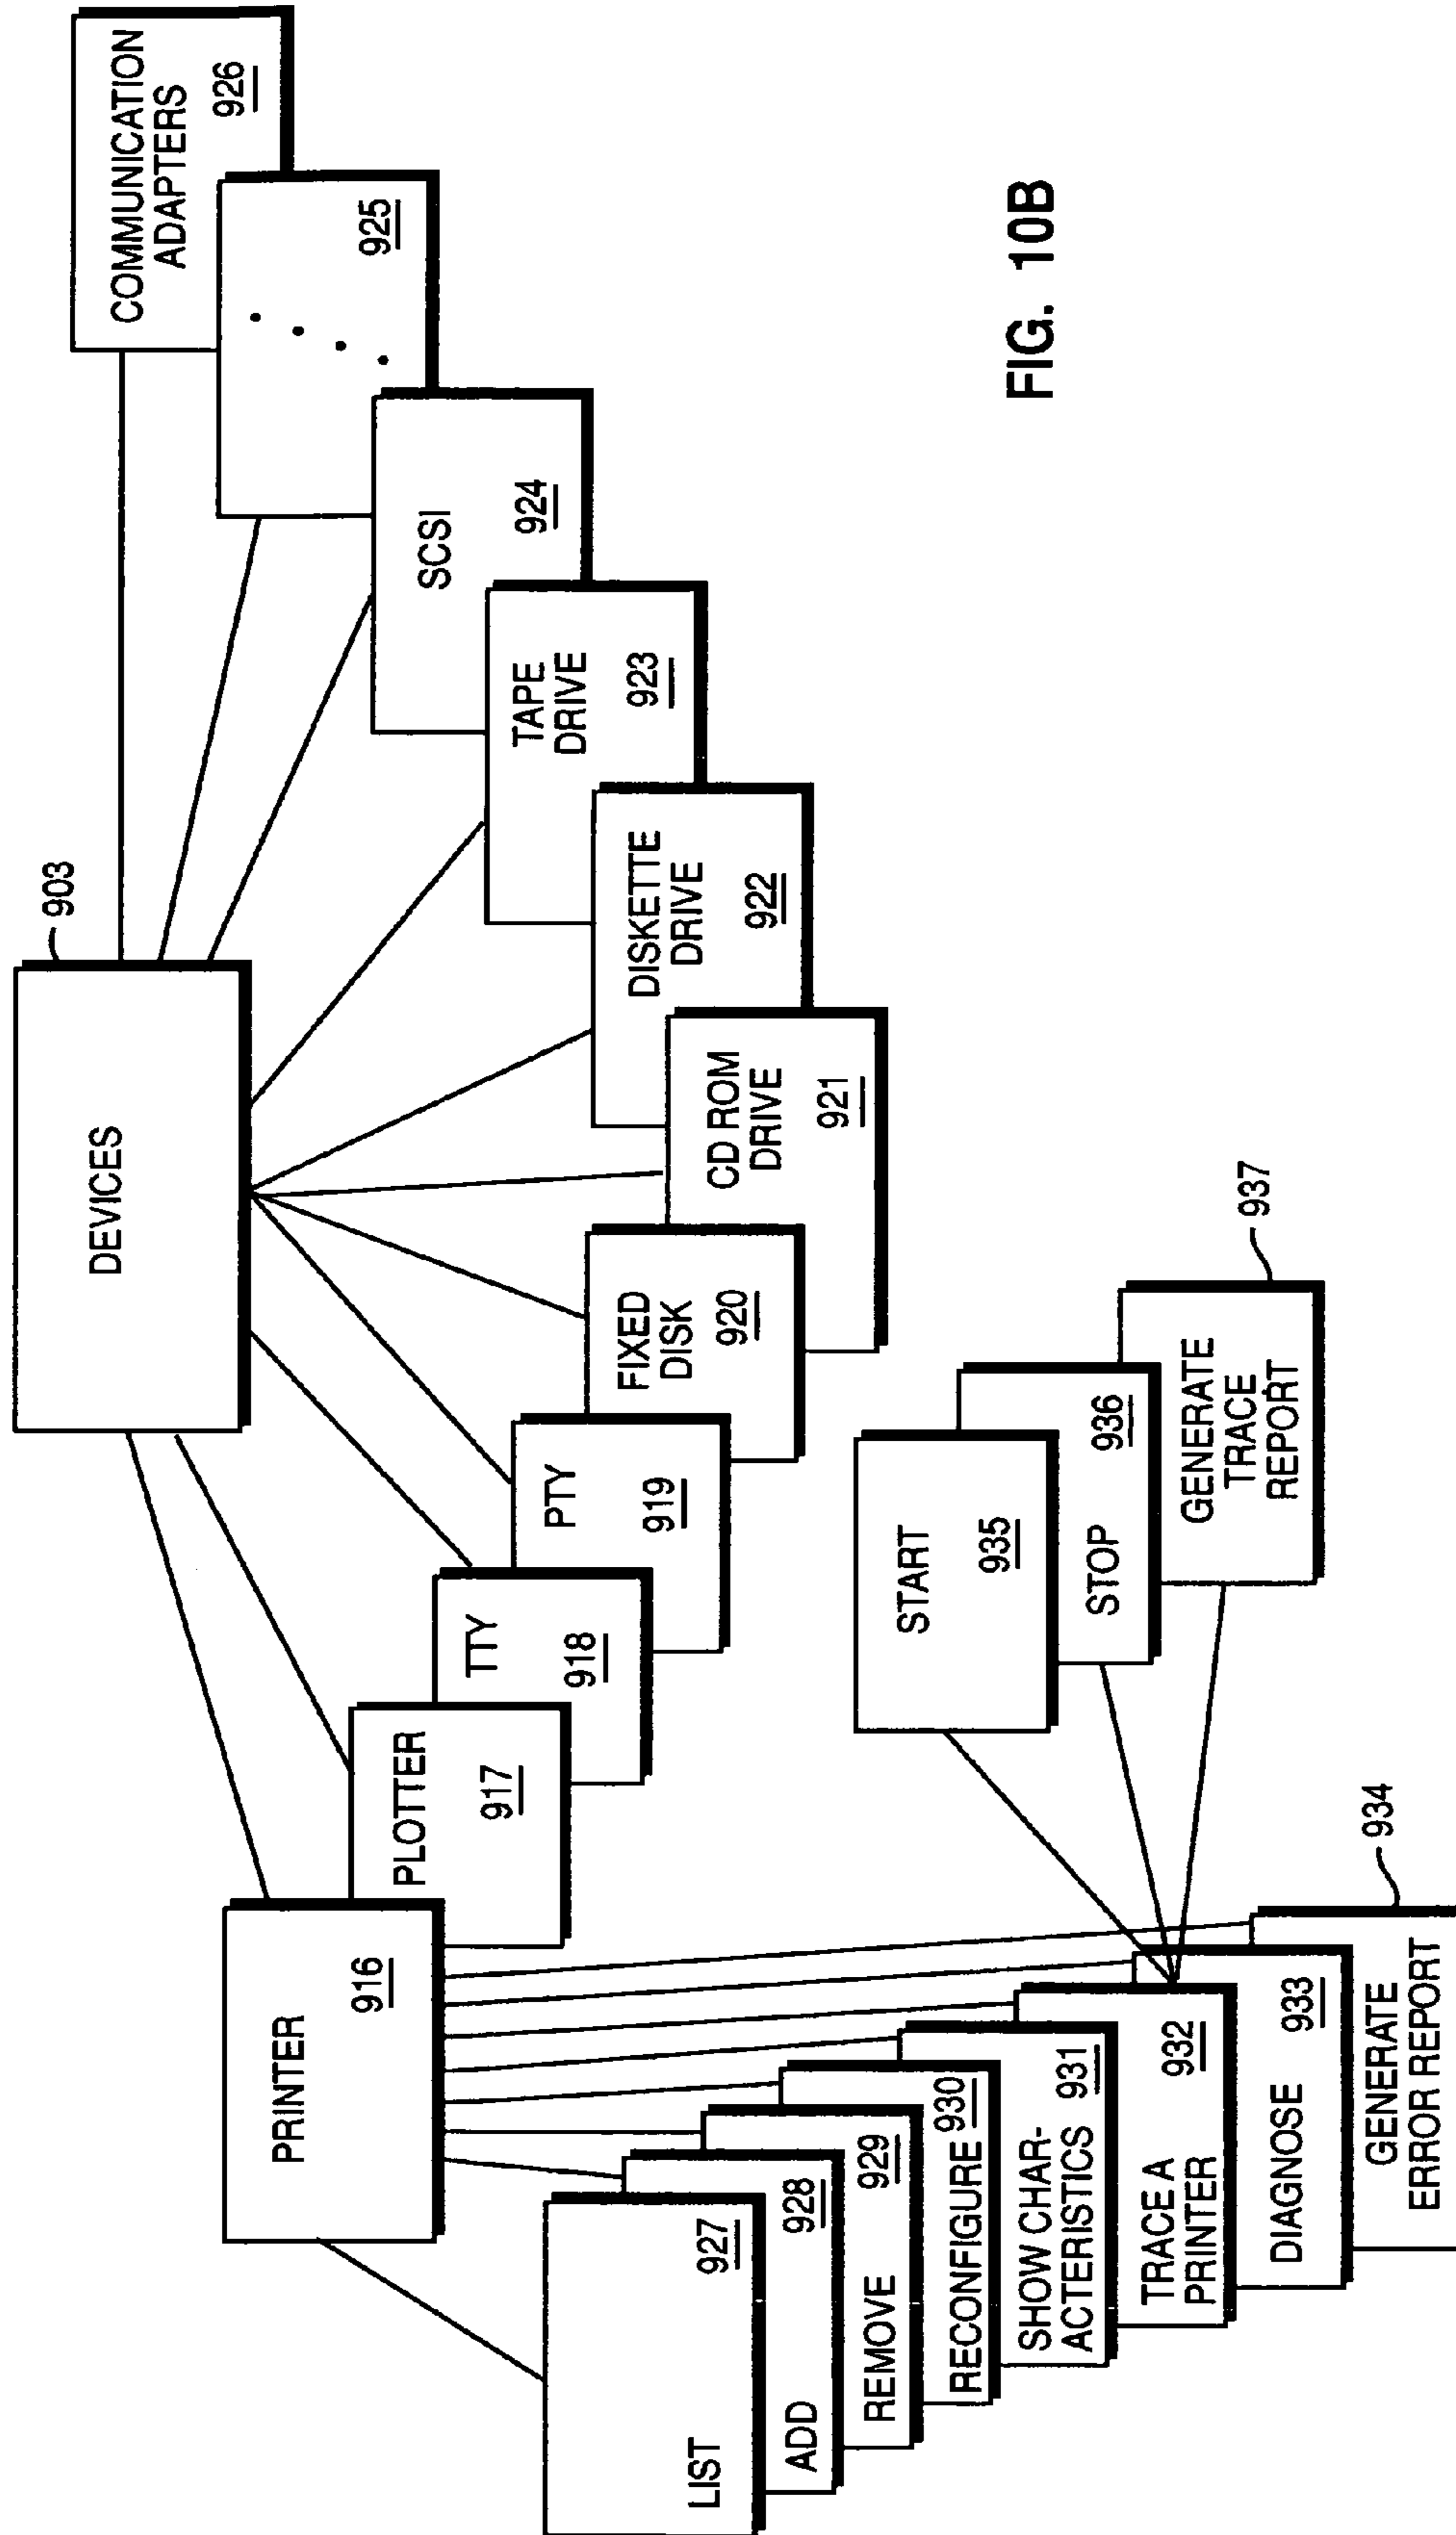 DEVICES
903
PRINTER
916
PLOTTER
917
TTY
918
PTY
919
FIXED
DISK
920
CD ROM
DRIVE
921
DISKETTE
DRIVE
922
TAPE
DRIVE
923
SCSI
924
925
COMMUNICATION
ADAPTERS
926
LIST
927
ADD
928
REMOVE
929
RECONFIGURE
930
SHOW CHAR-
ACTERISTICS
931
TRACE A
PRINTER
932
DIAGNOSE
933
GENERATE
ERROR REPORT
934
START
935
STOP
936
GENERATE
TRACE
REPORT
937
FIG. 10B